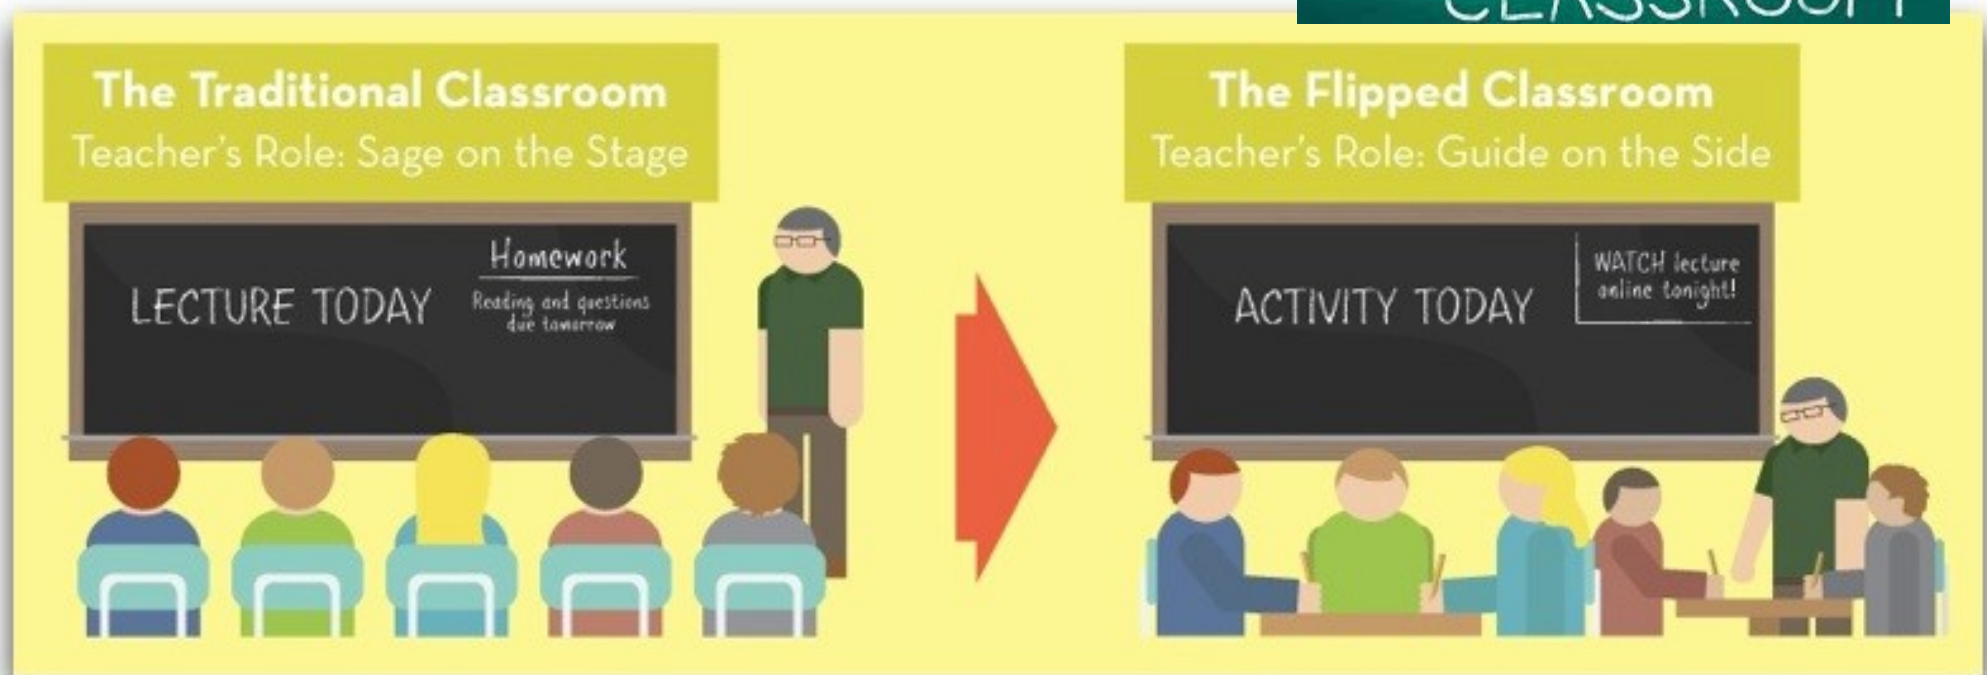 CLASSROOM
The Traditional Classroom
Teacher's Role: Sage on the Stage
LECTURE TODAY
Homework
Reading and questions
due tomorrow
The Flipped Classroom
Teacher's Role: Guide on the Side
ACTIVITY TODAY
WATCH lecture
online tonight!